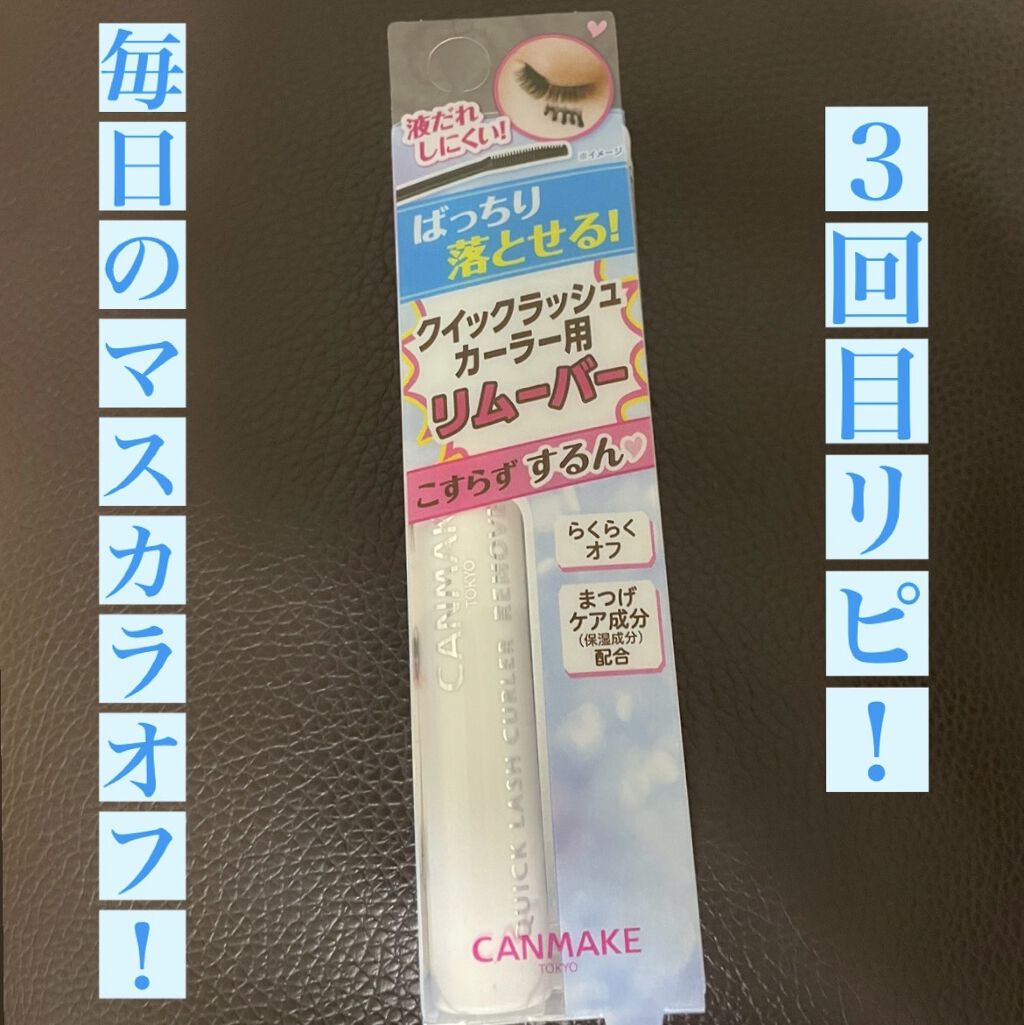 3回目リピ！
毎日のマスカラオフ！
液だれ
しにくい！
※イメージ
ばっちり
落とせる！
クイックラッシュ
カーラー用
リムーバー
こすらず するん
らくらく
オフ
まつげ
ケア成分
（保湿成分）
配合
CANMAK
TOKYO
QUICK LASH CURLER REMOVE
CANMAKE
TOKYO